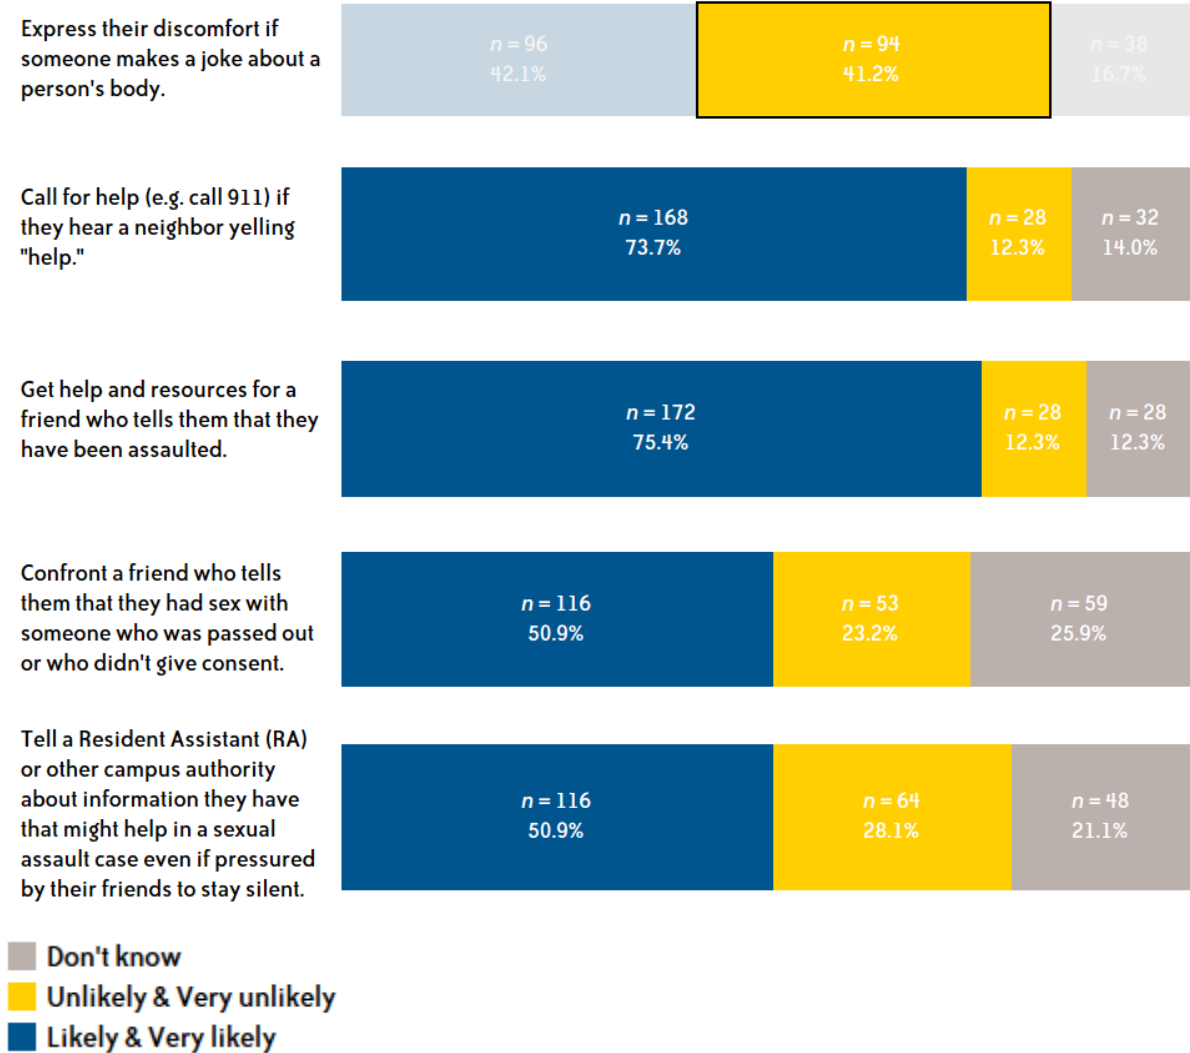 Express their discomfort if
someone makes a joke about a
person's body.
n = 96
42.1%
n = 94
41.2%
n = 38
16.7%
Call for help (e.g. call 911) if
they hear a neighbor yelling
"help."
n = 168
73.7%
n = 28
12.3%
n = 32
14.0%
Get help and resources for a
friend who tells them that they
have been assaulted.
n = 172
75.4%
n = 28
12.3%
n = 28
12.3%
Confront a friend who tells
them that they had sex with
someone who was passed out
or who didn't give consent.
n = 116
50.9%
n = 53
23.2%
n = 59
25.9%
Tell a Resident Assistant (RA)
or other campus authority
about information they have
that might help in a sexual
assault case even if pressured
by their friends to stay silent.
n = 116
50.9%
n = 64
28.1%
n = 48
21.1%
Don't know
Unlikely & Very unlikely
Likely & Very likely